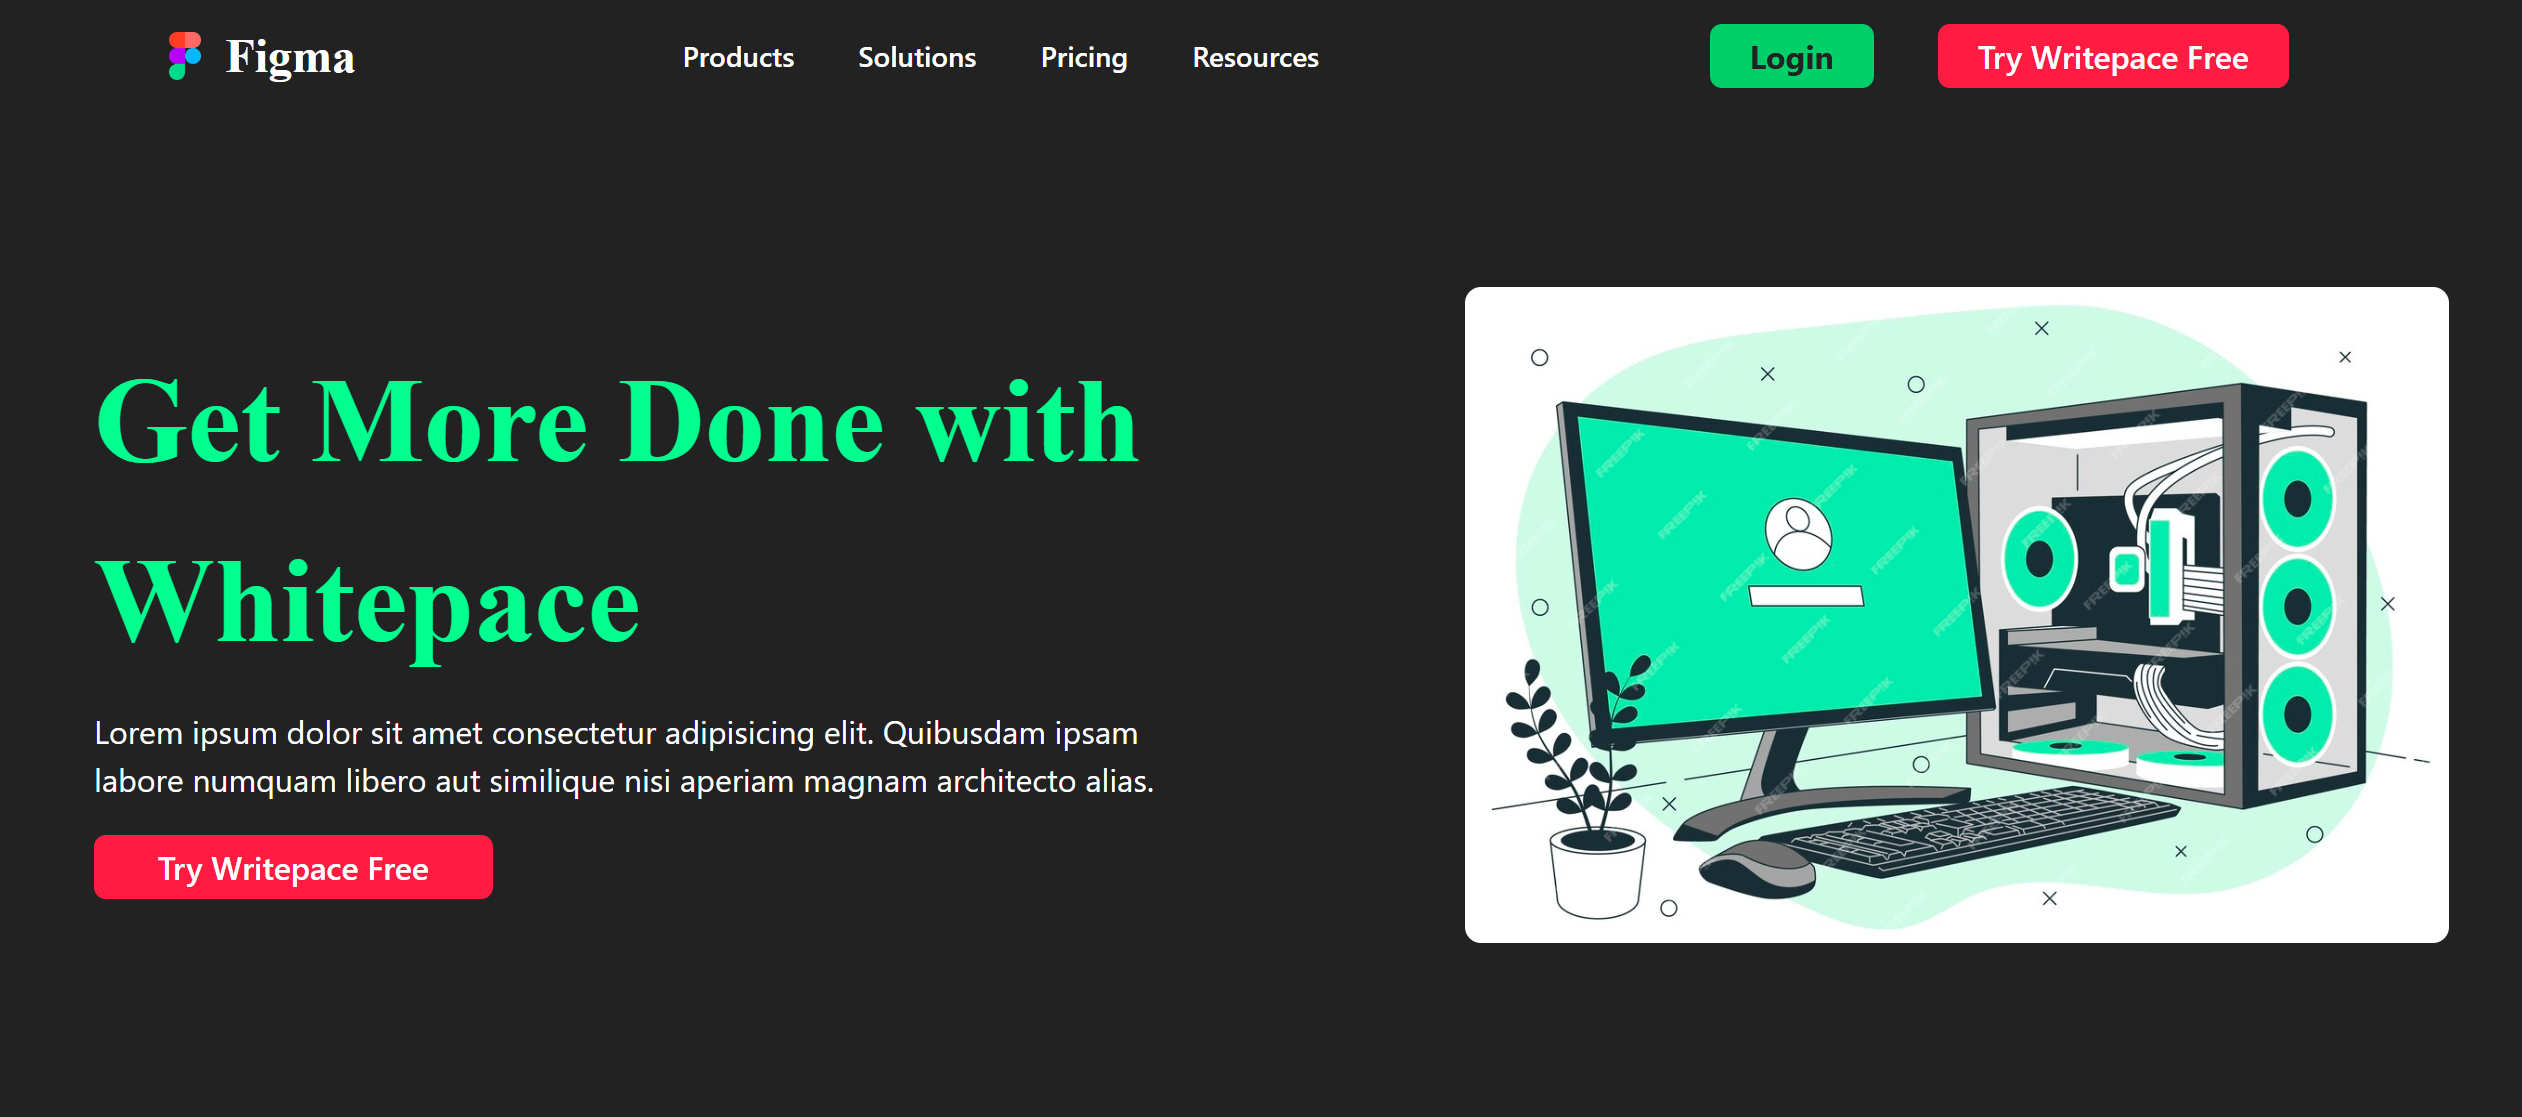 Figma
Products
Solutions
Pricing
Resources
Login
Try Writepace Free
Get More Done with
Whitepace
Lorem ipsum dolor sit amet consectetur adipisicing elit. Quibusdam ipsam
labore numquam libero aut similique nisi aperiam magnam architecto alias.
Try Writepace Free
FREEPIK